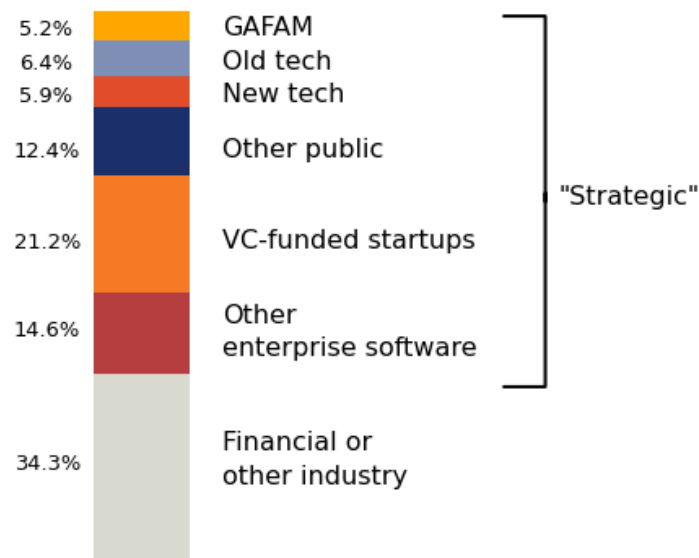 5.2% GAFAM
6.4% Old tech
5.9% New tech
12.4% Other public
"Strategic"
21.2% VC-funded startups
14.6% Other
enterprise software
34.3% Financial or
other industry